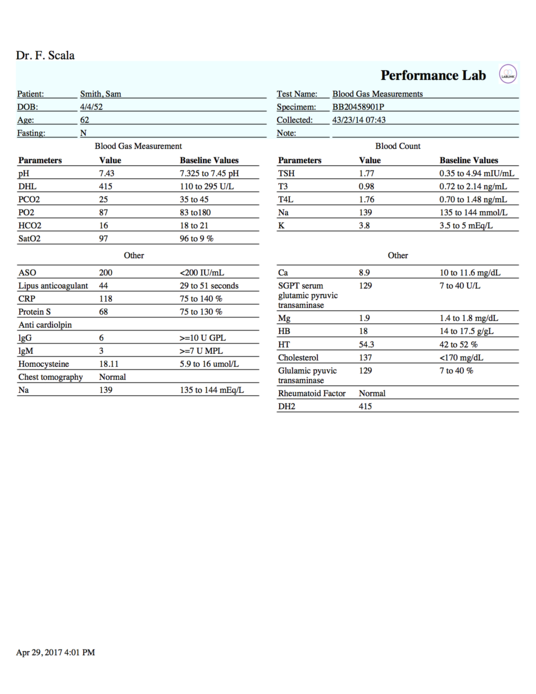 Dr. F. Scala
Performance Lab
Patient: Smith, Sam
DOB: 4/4/52
Age: 62
Fasting: N
Test Name: Blood Gas Measurements
Specimem: BB20458901P
Collected: 43/23/14 07:43
Note:
Blood Gas Measurement
Parameters Value Baseline Values
pH 7.43 7.325 to 7.45 pH
DHL 415 110 to 295 U/L
PCO2 25 35 to 45
PO2 87 83 to180
HCO2 16 18 to 21
SatO2 97 96 to 9 %
Other
ASO 200 <200 IU/mL
Lipus anticoagulant 44 29 to 51 seconds
CRP 118 75 to 140 %
Protein S 68 75 to 130 %
Anti cardiolpin
lgG 6 >=10 U GPL
lgM 3 >=7 U MPL
Homocysteine 18.11 5.9 to 16 umol/L
Chest tomography Normal
Na 139 135 to 144 mEq/L
Blood Count
Parameters Value Baseline Values
TSH 1.77 0.35 to 4.94 mIU/mL
T3 0.98 0.72 to 2.14 ng/mL
T4L 1.76 0.70 to 1.48 ng/mL
Na 139 135 to 144 mmol/L
K 3.8 3.5 to 5 mEq/L
Other
Ca 8.9 10 to 11.6 mg/dL
SGPT serum 129 7 to 40 U/L
glutamic pyruvic
transaminase
Mg 1.9 1.4 to 1.8 mg/dL
HB 18 14 to 17.5 g/gL
HT 54.3 42 to 52 %
Cholesterol 137 <170 mg/dL
Glulamic pyuvic 129 7 to 40 %
transaminase
Rheumatoid Factor Normal
DH2 415
Apr 29, 2017 4:01 PM